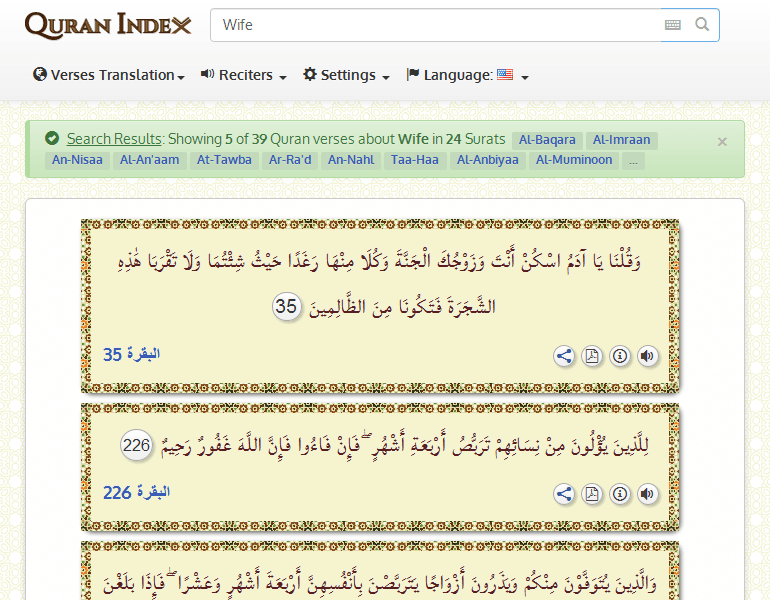 QURAN INDEX
Wife
Verses Translation Reciters Settings Language:
Search Results: Showing 5 of 39 Quran verses about Wife in 24 Surats Al-Baqara Al-Imraan
An-Nisaa Al-An'aam At-Tawba Ar-Ra'd An-Nahl Taa-Haa Al-Anbiyaa Al-Muminoon ...
×
وَقُلْنَا يَا آدَمُ اسْكُنْ أَنْتَ وَزَوْجُكَ الْجَنَّةَ وَكُلَا مِنْهَا رَغَدًا حَيْثُ شِئْتُمَا وَلَا تَقْرَبَا هَٰذِهِ
الشَّجَرَةَ فَتَكُونَا مِنَ الظَّالِمِينَ 35
البقرة 35
لِلَّذِينَ يُؤْلُونَ مِنْ نِسَائِهِمْ تَرَبُّصُ أَرْبَعَةِ أَشْهُرٍ ۖ فَإِنْ فَاءُوا فَإِنَّ اللَّهَ غَفُورٌ رَحِيمٌ 226
البقرة 226
وَالَّذِينَ يُتَوَفَّوْنَ مِنْكُمْ وَيَذَرُونَ أَزْوَاجًا يَتَرَبَّصْنَ بِأَنْفُسِهِنَّ أَرْبَعَةَ أَشْهُرٍ وَعَشْرًا ۖ فَإِذَا بَلَغْنَ